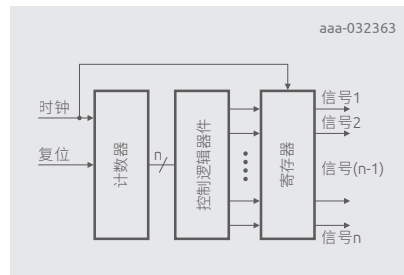 aaa-032363
时钟
复位
计数器
n
控制逻辑器件
寄存器
信号1
信号2
信号(n-1)
信号n